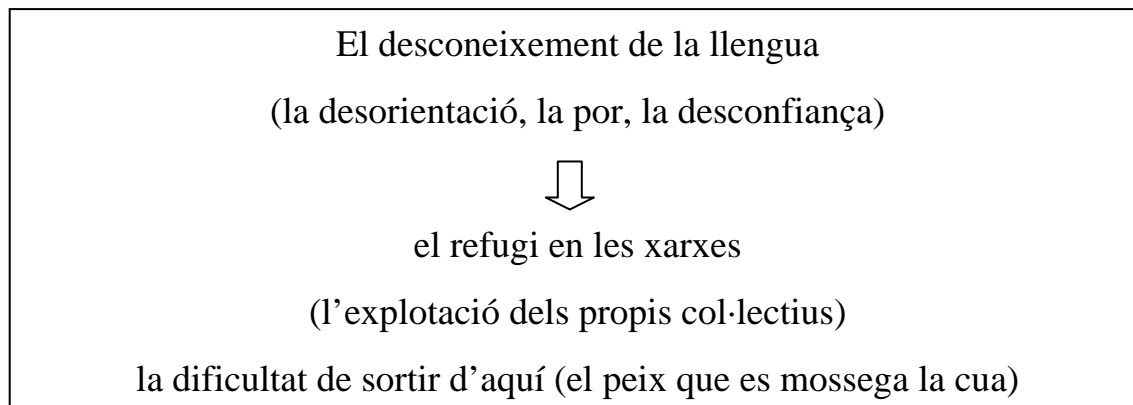 El desconeixement de la llengua
(la desorientació, la por, la desconfiança)
el refugi en les xarxes
(l’explotació dels propis col·lectius)
la dificultat de sortir d’aquí (el peix que es mossega la cua)